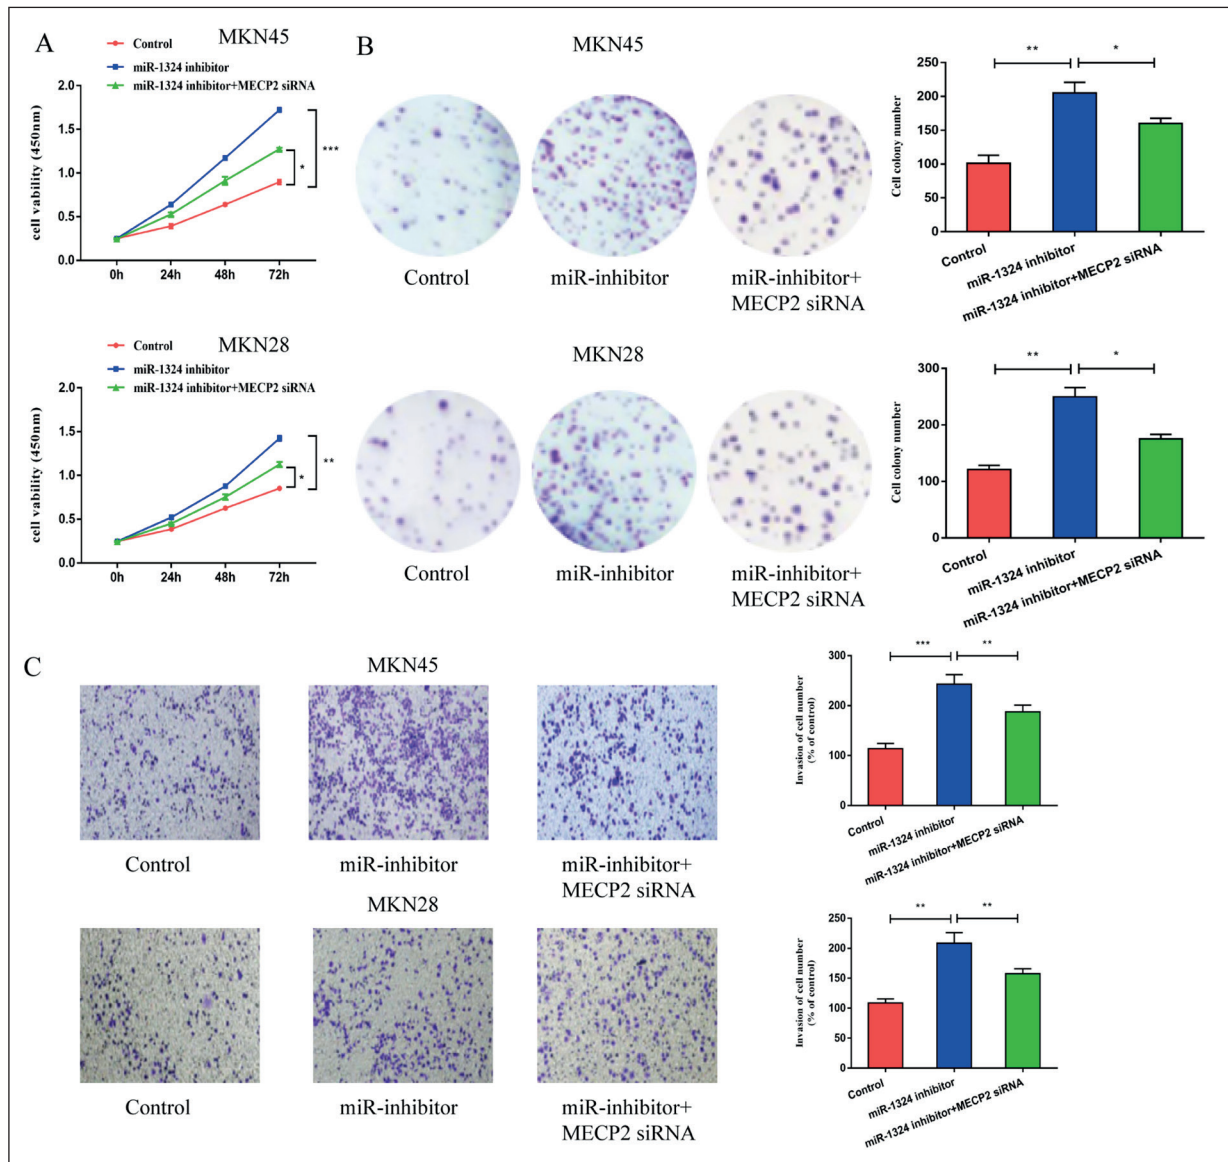 A
MKN45
Control
miR-1324 inhibitor
miR-1324 inhibitor+MECP2 siRNA
cell vability (450nm)
2.0
1.5
1.0
0.5
0.0
0h 24h 48h 72h
*
***
MKN28
Control
miR-1324 inhibitor
miR-1324 inhibitor+MECP2 siRNA
cell viability (450nm)
2.0
1.5
1.0
0.5
0.0
0h 24h 48h 72h
*
**
B
MKN45
Control
miR-inhibitor
miR-inhibitor+
MECP2 siRNA
Cell colony number
250
200
150
100
50
0
** *
Control
miR-1324 inhibitor
miR-1324 inhibitor+MECP2 siRNA
MKN28
Control
miR-inhibitor
miR-inhibitor+
MECP2 siRNA
Cell colony number
300
200
100
0
** *
Control
miR-1324 inhibitor
miR-1324 inhibitor+MECP2 siRNA
C
MKN45
Control
miR-inhibitor
miR-inhibitor+
MECP2 siRNA
Invasion of cell number
(% of control)
300
200
100
0
*** **
Control
miR-1324 inhibitor
miR-1324 inhibitor+MECP2 siRNA
MKN28
Control
miR-inhibitor
miR-inhibitor+
MECP2 siRNA
Invasion of cell number
(% of control)
250
200
150
100
50
0
** **
Control
miR-1324 inhibitor
miR-1324 inhibitor+MECP2 siRNA